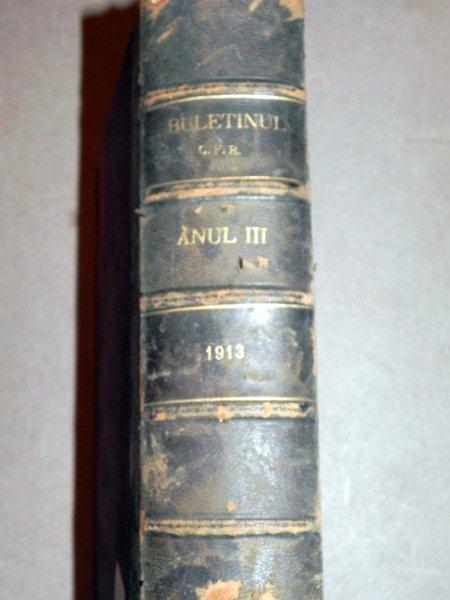 BULETINUL
C.F.R.
ANUL III
1913